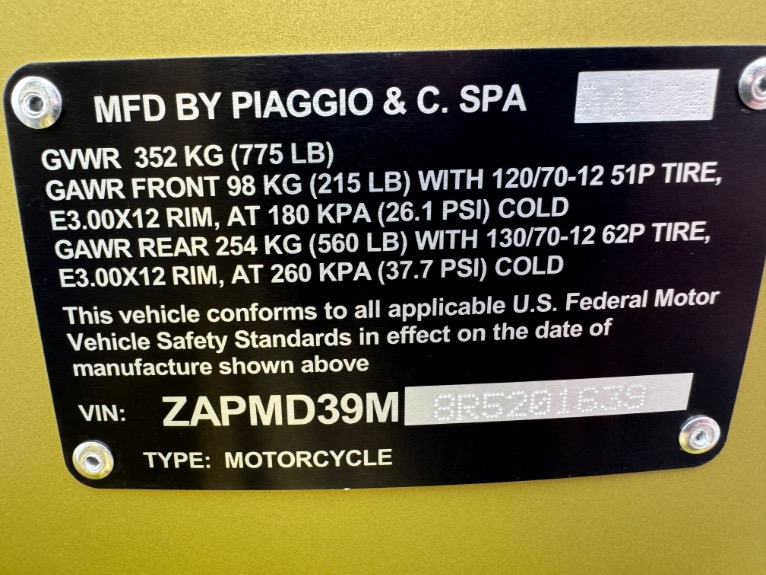 MFD BY PIAGGIO & C. SPA
GVWR 352 KG (775 LB)
GAWR FRONT 98 KG (215 LB) WITH 120/70-12 51P TIRE,
E3.00X12 RIM, AT 180 KPA (26.1 PSI) COLD
GAWR REAR 254 KG (560 LB) WITH 130/70-12 62P TIRE,
E3.00X12 RIM, AT 260 KPA (37.7 PSI) COLD
This vehicle conforms to all applicable U.S. Federal Motor
Vehicle Safety Standards in effect on the date of
manufacture shown above
VIN: ZAPMD39M 8R5201639
TYPE: MOTORCYCLE